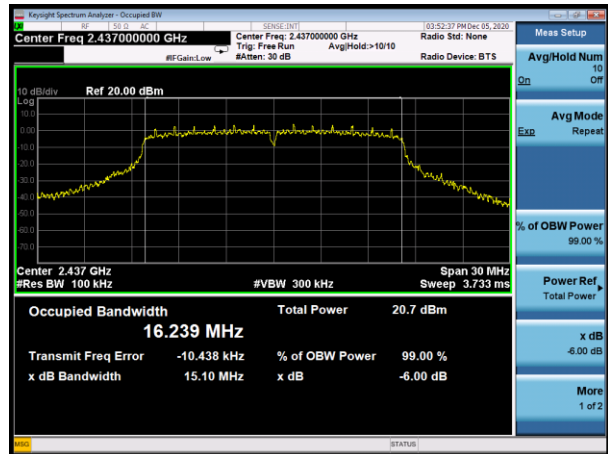 Keysight Spectrum Analyzer - Occupied BW
RF 50 Ω AC SENSE:INT 03:52:37 PM Dec 05, 2020
Center Freq 2.437000000 GHz
Center Freq: 2.437000000 GHz
Radio Std: None
Trig: Free Run Avg|Hold:>10/10
#IFGain:Low #Atten: 30 dB Radio Device: BTS
10 dB/div Ref 20.00 dBm
Log
10.0
0.00
-10.0
-20.0
-30.0
-40.0
-50.0
-60.0
-70.0
Center 2.437 GHz Span 30 MHz
#Res BW 100 kHz #VBW 300 kHz Sweep 3.733 ms
Occupied Bandwidth Total Power 20.7 dBm
16.239 MHz
Transmit Freq Error -10.438 kHz % of OBW Power 99.00 %
x dB Bandwidth 15.10 MHz x dB -6.00 dB
MSG STATUS
Meas Setup
Avg/Hold Num
10
On Off
Avg Mode
Exp Repeat
% of OBW Power
99.00 %
Power Ref
Total Power
x dB
-6.00 dB
More
1 of 2